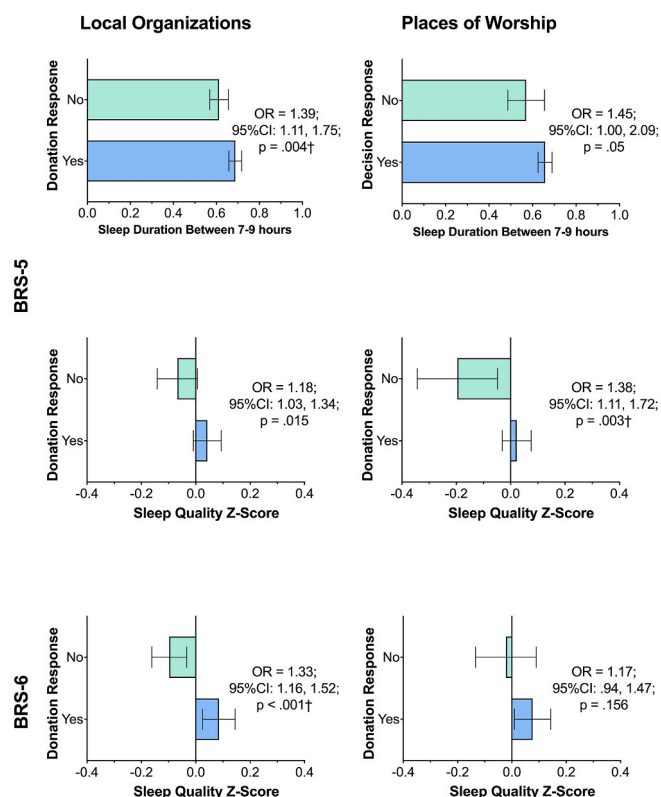 Local Organizations
Places of Worship
Donation Resposne
No
Yes
OR = 1.39;
95%CI: 1.11, 1.75;
p = .004†
0.0 0.2 0.4 0.6 0.8 1.0
Sleep Duration Between 7-9 hours
Decision Response
No
Yes
OR = 1.45;
95%CI: 1.00, 2.09;
p = .05
0.0 0.2 0.4 0.6 0.8 1.0
Sleep Duration Between 7-9 hours
BRS-5
Donation Response
No
Yes
OR = 1.18;
95%CI: 1.03, 1.34;
p = .015
-0.4 -0.2 0.0 0.2 0.4
Sleep Quality Z-Score
Donation Response
No
Yes
OR = 1.38;
95%CI: 1.11, 1.72;
p = .003†
-0.4 -0.2 0.0 0.2 0.4
Sleep Quality Z-Score
BRS-6
Donation Response
No
Yes
OR = 1.33;
95%CI: 1.16, 1.52;
p < .001†
-0.4 -0.2 0.0 0.2 0.4
Sleep Quality Z-Score
Donation Response
No
Yes
OR = 1.17;
95%CI: .94, 1.47;
p = .156
-0.4 -0.2 0.0 0.2 0.4
Sleep Quality Z-Score